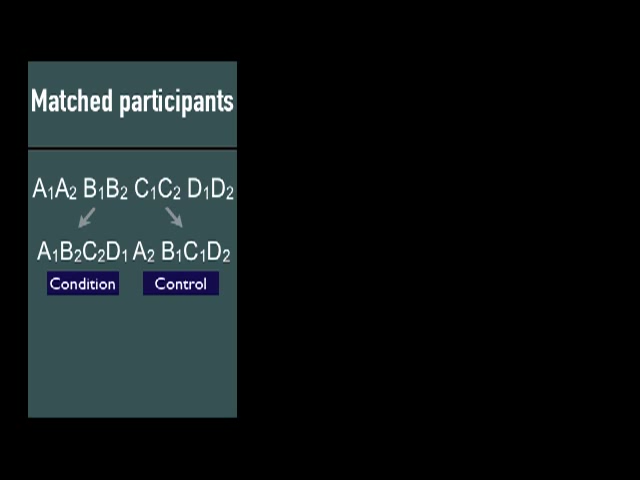 Matched participants
A₁A₂ B₁B₂ C₁C₂ D₁D₂
A₁B₂C₂D₁ A₂ B₁C₁D₂
Condition Control